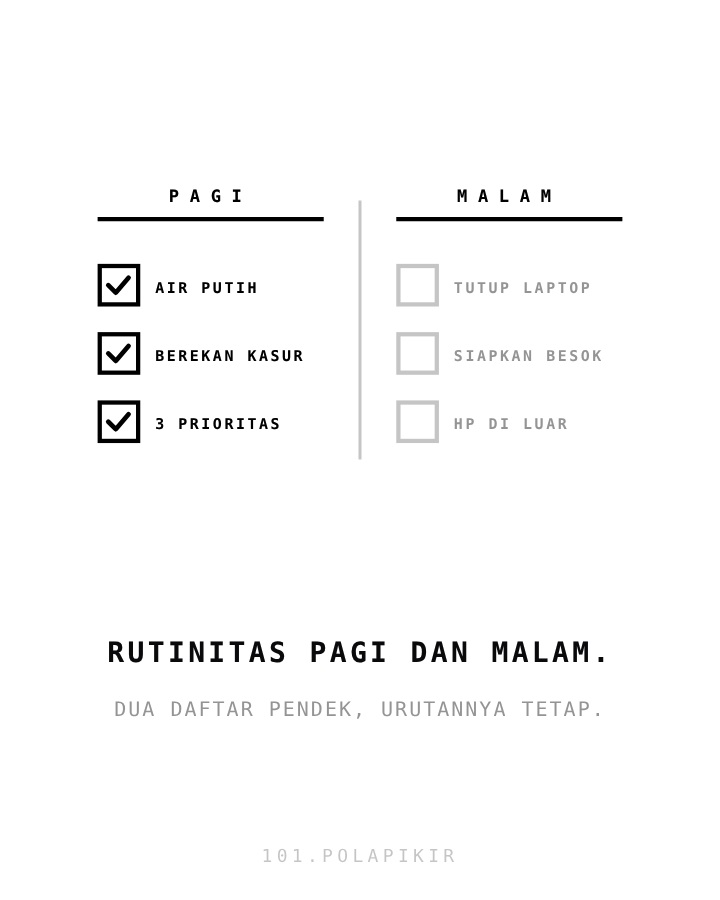 PAGI
AIR PUTIH
BEREKAN KASUR
3 PRIORITAS
MALAM
TUTUP LAPTOP
SIAPKAN BESOK
HP DI LUAR
RUTINITAS PAGI DAN MALAM.
DUA DAFTAR PENDEK, URUTANNYA TETAP.
101.POLAPIKIR